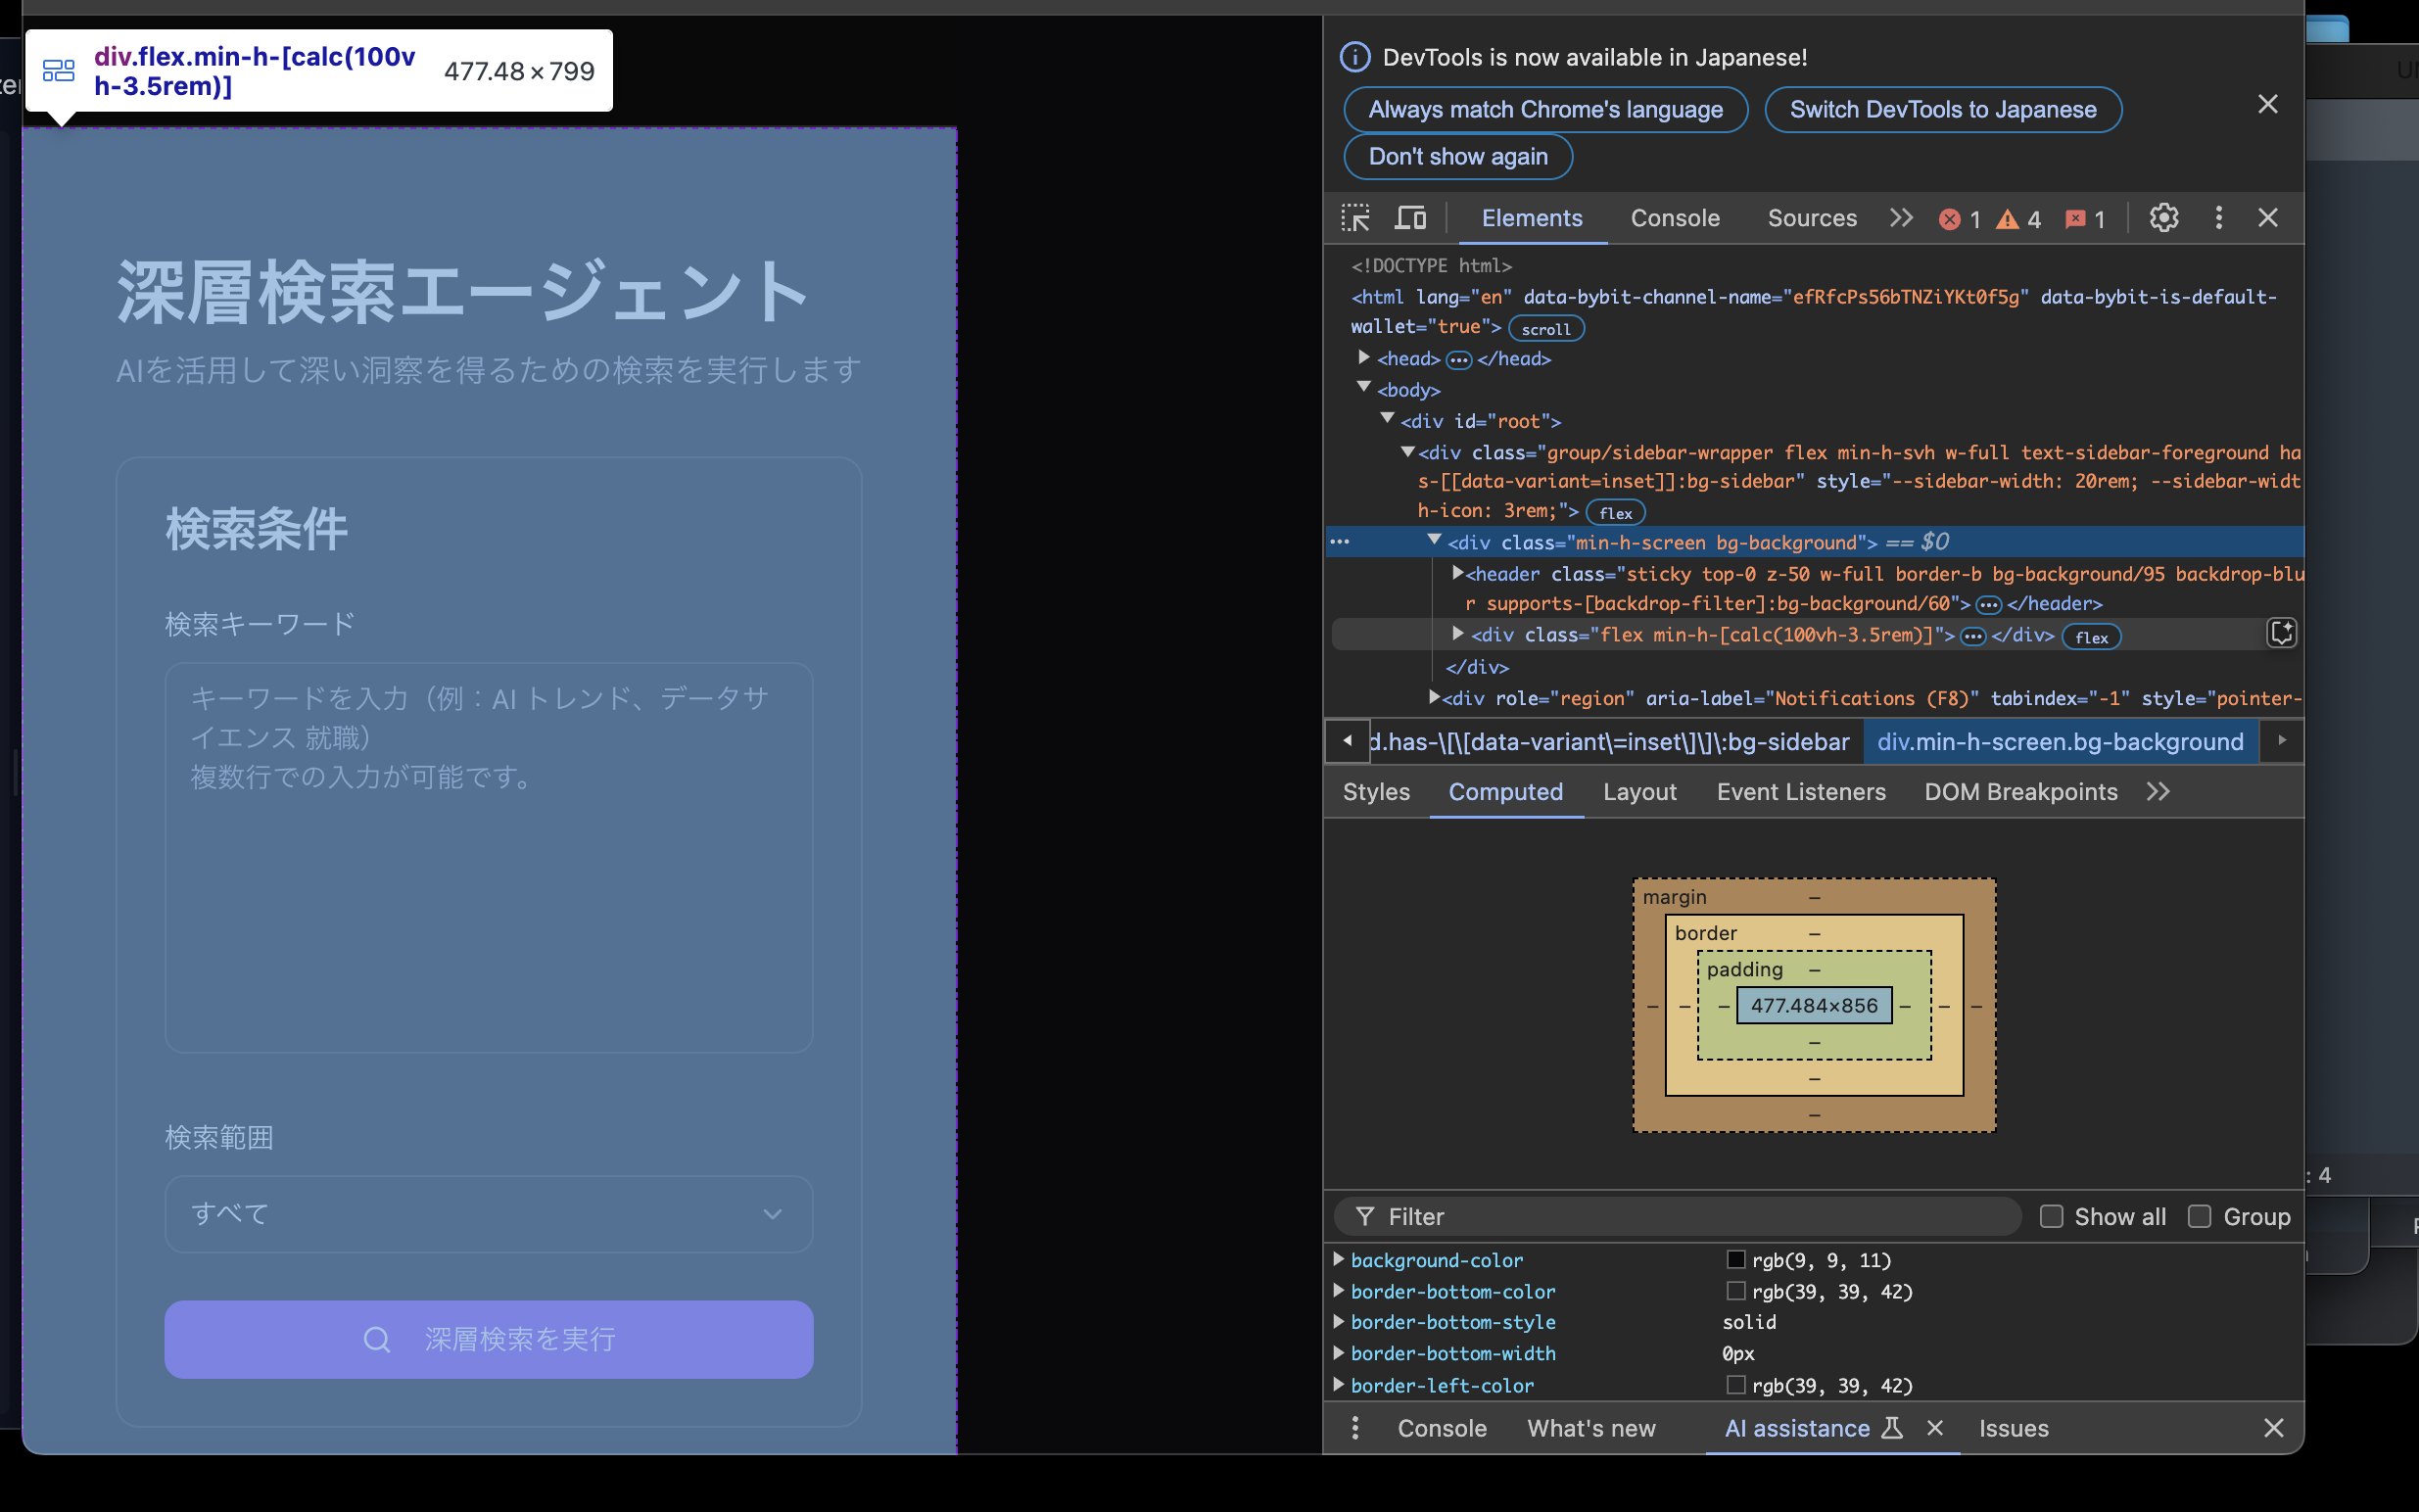 div.flex.min-h-[calc(100v
h-3.5rem)]
477.48×799
深層検索エージェント
AIを活用して深い洞察を得るための検索を実行します
検索条件
検索キーワード
キーワードを入力（例：AI トレンド、データサ
イエンス 就職）
複数行での入力が可能です。
検索範囲
すべて
深層検索を実行
DevTools is now available in Japanese!
Always match Chrome's language
Switch DevTools to Japanese
Don't show again
Elements
Console
Sources
1
4
1
<!DOCTYPE html>
<html lang="en" data-bybit-channel-name="efRfcPs56bTNZiYKt0f5g" data-bybit-is-default-
wallet="true"> scroll
<head> </head>
<body>
<div id="root">
<div class="group/sidebar-wrapper flex min-h-svh w-full text-sidebar-foreground ha
s-[[data-variant=inset]]:bg-sidebar" style="--sidebar-width: 20rem; --sidebar-widt
h-icon: 3rem;"> flex
<div class="min-h-screen bg-background"> == $0
<header class="sticky top-0 z-50 w-full border-b bg-background/95 backdrop-blu
r supports-[backdrop-filter]:bg-background/60"> </header>
<div class="flex min-h-[calc(100vh-3.5rem)]"> </div> flex
</div>
<div role="region" aria-label="Notifications (F8)" tabindex="-1" style="pointer-
d.has-\[\[data-variant\=inset\]\]\:bg-sidebar
div.min-h-screen.bg-background
Styles
Computed
Layout
Event Listeners
DOM Breakpoints
margin
border
padding
477.484×856
Filter
Show all
Group
background-color rgb(9, 9, 11)
border-bottom-color rgb(39, 39, 42)
border-bottom-style solid
border-bottom-width 0px
border-left-color rgb(39, 39, 42)
Console
What's new
AI assistance
Issues
: 4